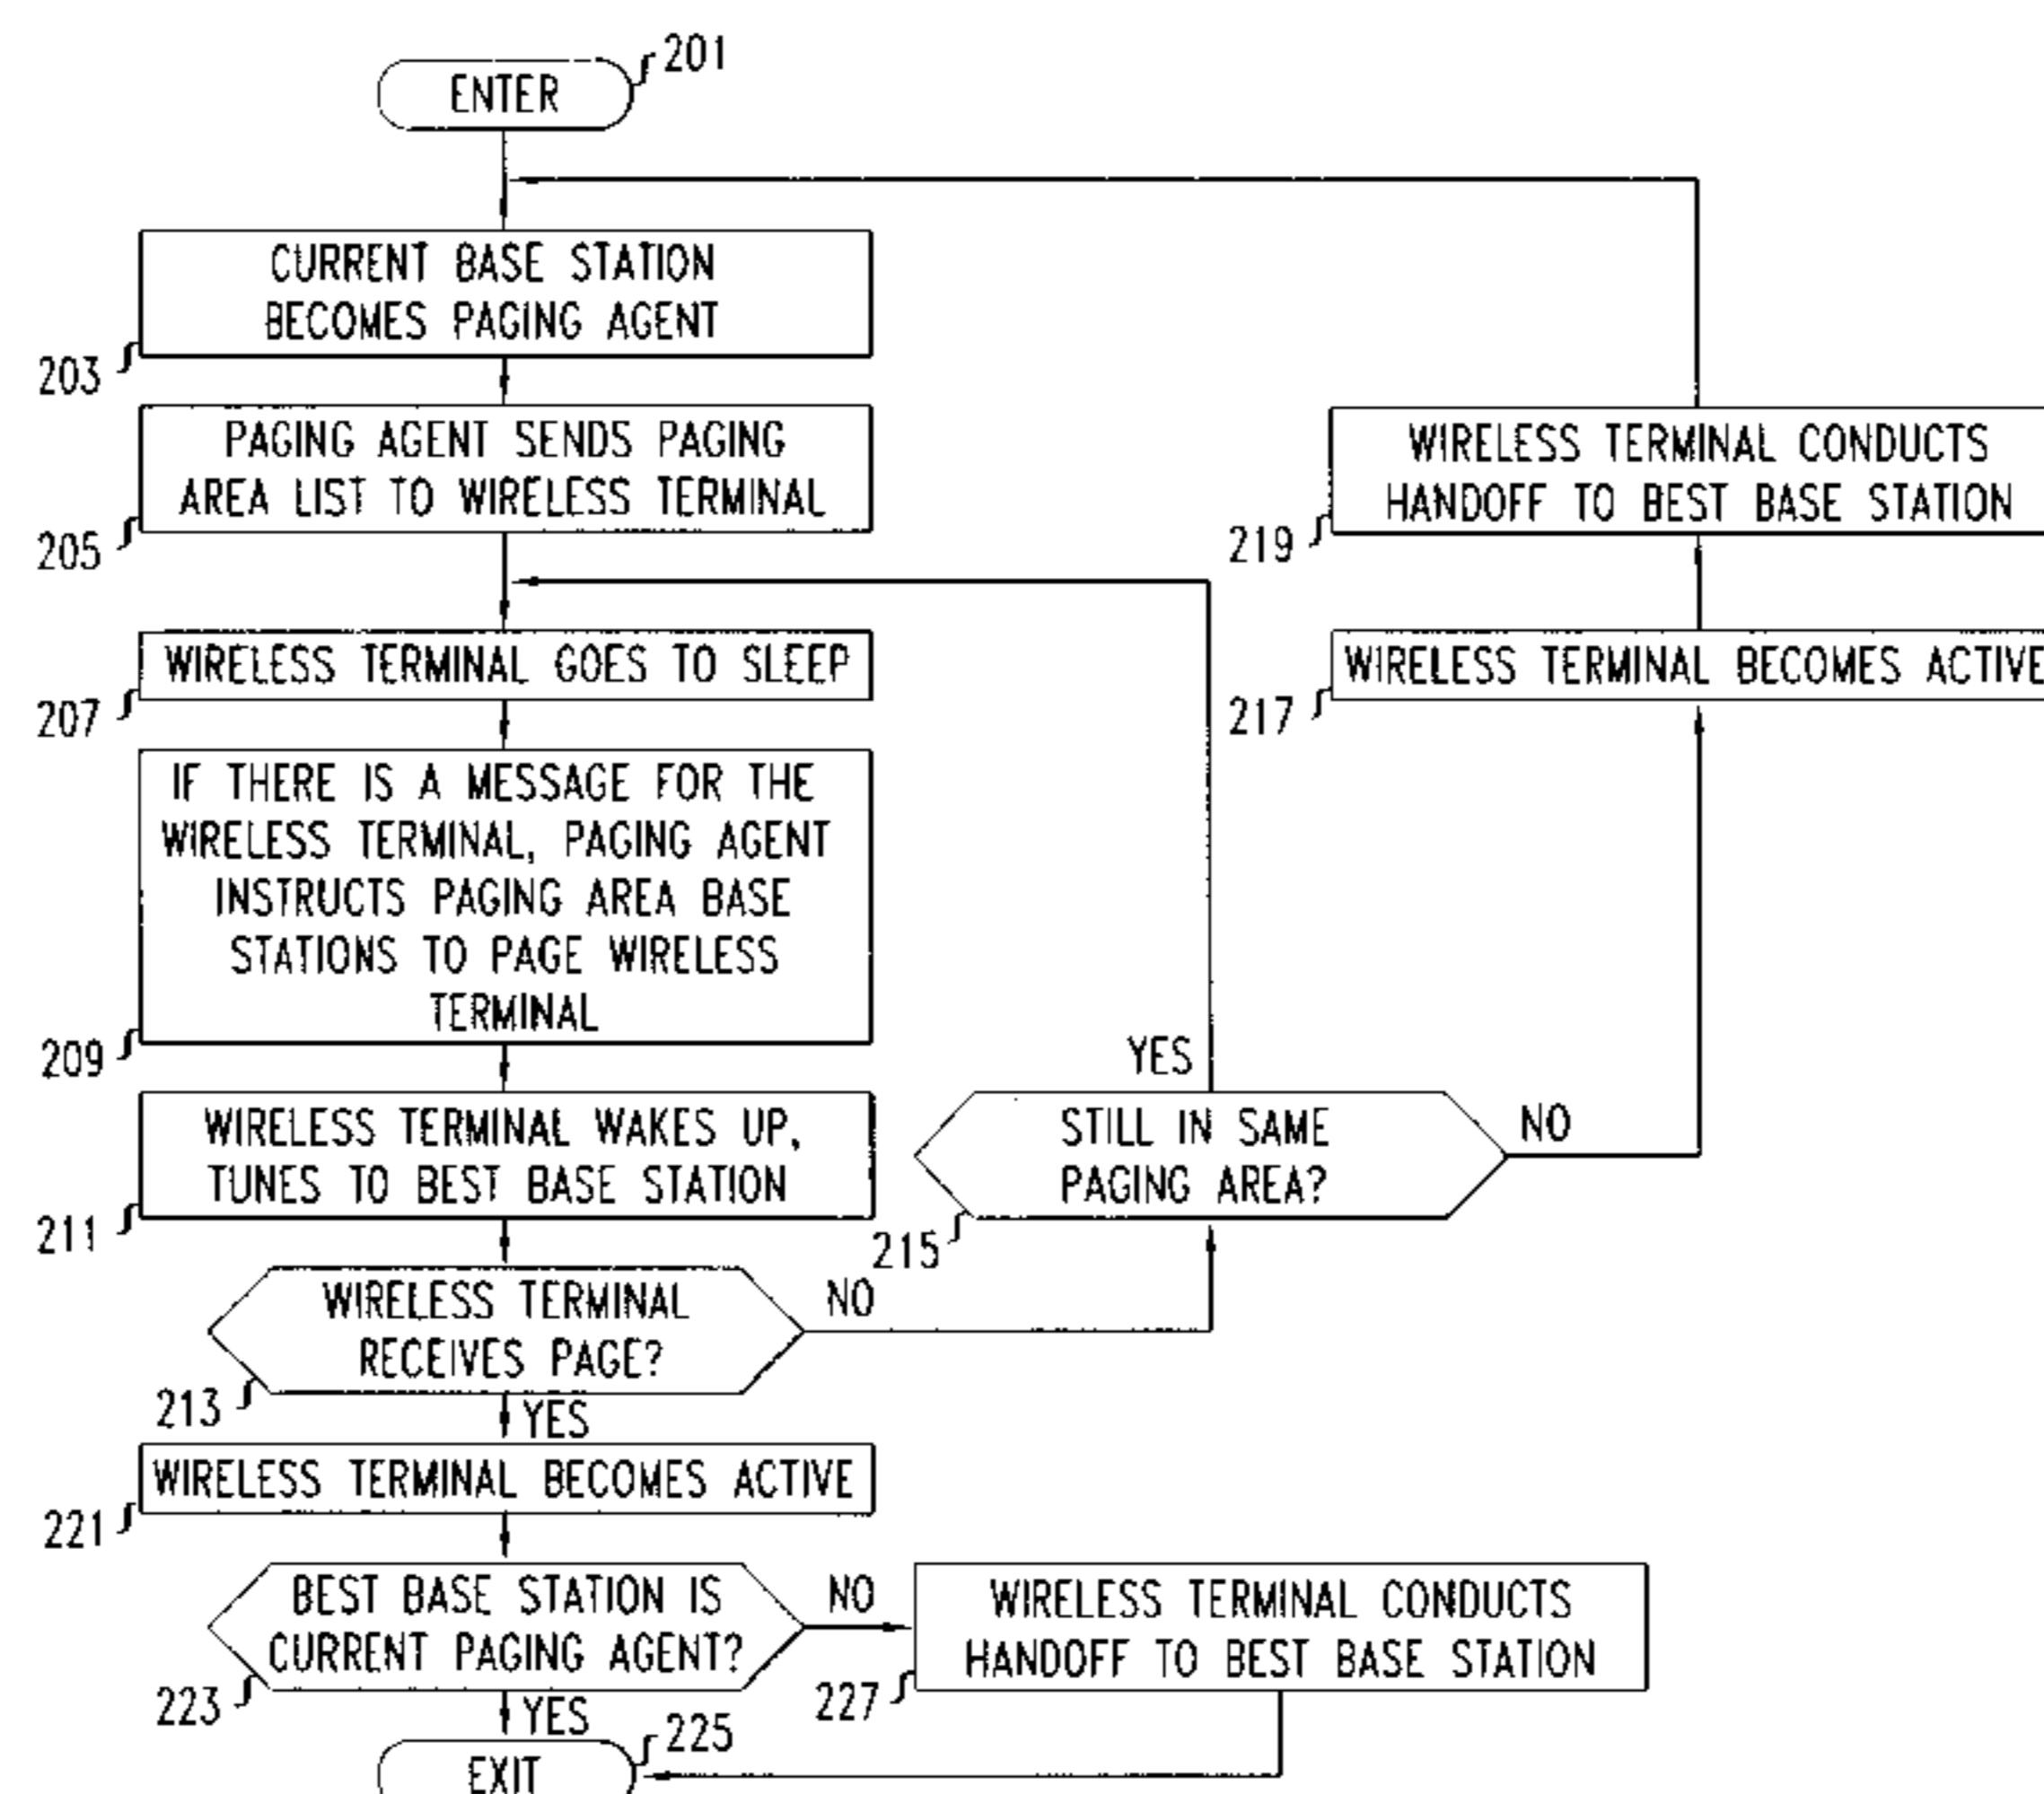 ENTER
201
CURRENT BASE STATION
BECOMES PAGING AGENT
203
PAGING AGENT SENDS PAGING
AREA LIST TO WIRELESS TERMINAL
205
WIRELESS TERMINAL GOES TO SLEEP
207
IF THERE IS A MESSAGE FOR THE
WIRELESS TERMINAL, PAGING AGENT
INSTRUCTS PAGING AREA BASE
STATIONS TO PAGE WIRELESS
TERMINAL
209
WIRELESS TERMINAL WAKES UP,
TUNES TO BEST BASE STATION
211
WIRELESS TERMINAL
RECEIVES PAGE?
213
NO
YES
STILL IN SAME
PAGING AREA?
215
YES
NO
WIRELESS TERMINAL BECOMES ACTIVE
217
WIRELESS TERMINAL CONDUCTS
HANDOFF TO BEST BASE STATION
219
WIRELESS TERMINAL BECOMES ACTIVE
221
BEST BASE STATION IS
CURRENT PAGING AGENT?
223
NO
YES
WIRELESS TERMINAL CONDUCTS
HANDOFF TO BEST BASE STATION
227
EXIT
225